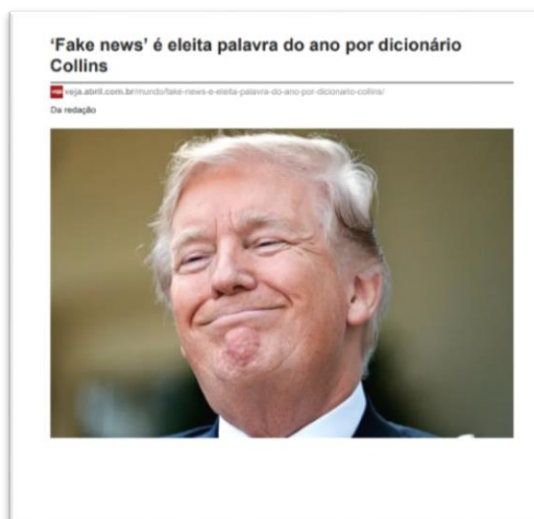 ‘Fake news’ é eleita palavra do ano por dicionário
Collins
veja.abril.com.br/mundo/fake-news-e-eleita-palavra-do-ano-por-dicionario-collins/
Da redação